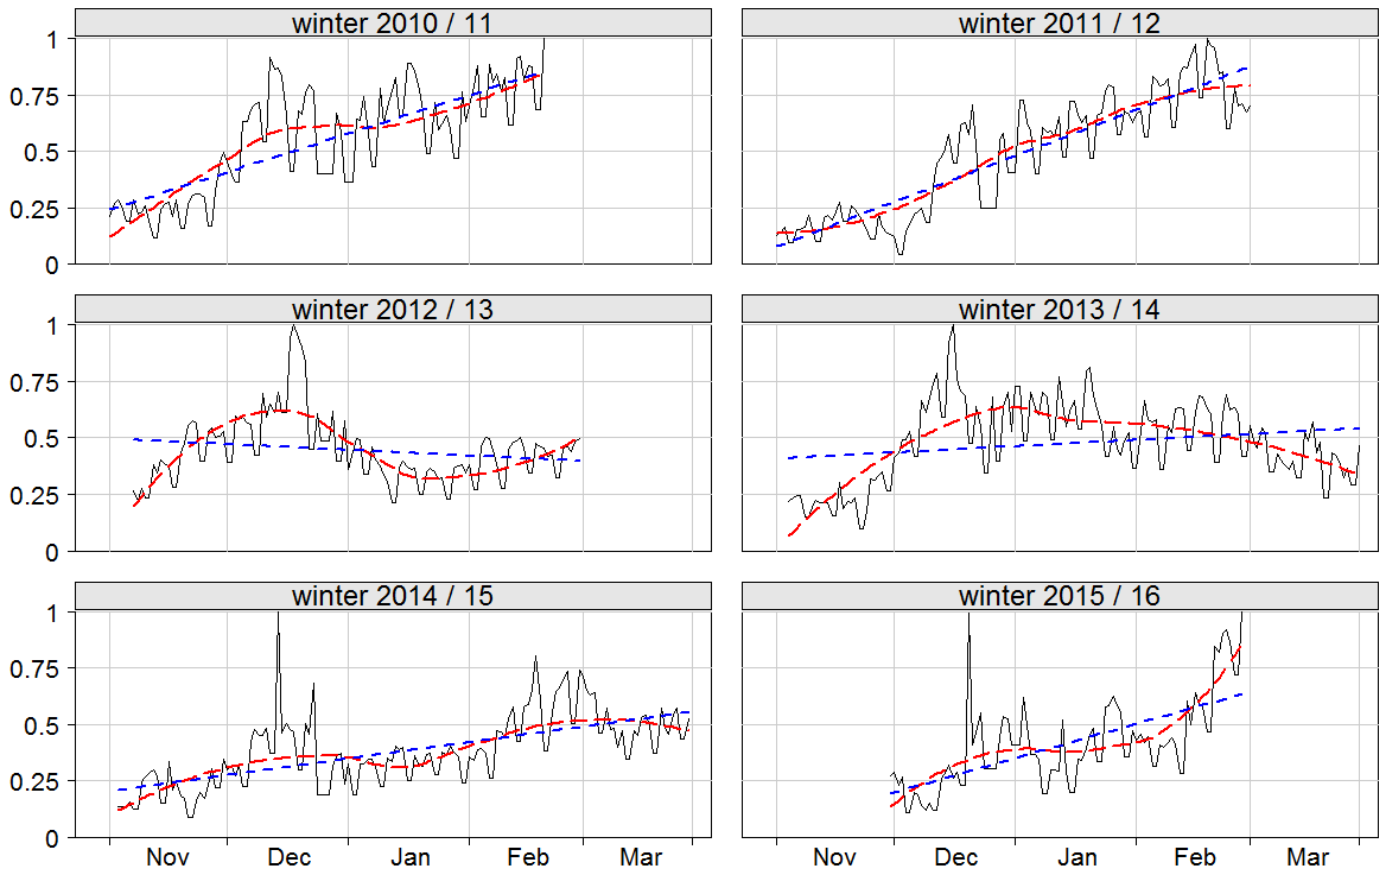 winter 2010 / 11
winter 2011 / 12
1
0.75
0.5
0.25
0
winter 2012 / 13
winter 2013 / 14
1
0.75
0.5
0.25
0
winter 2014 / 15
winter 2015 / 16
1
0.75
0.5
0.25
0
Nov Dec Jan Feb Mar
Nov Dec Jan Feb Mar